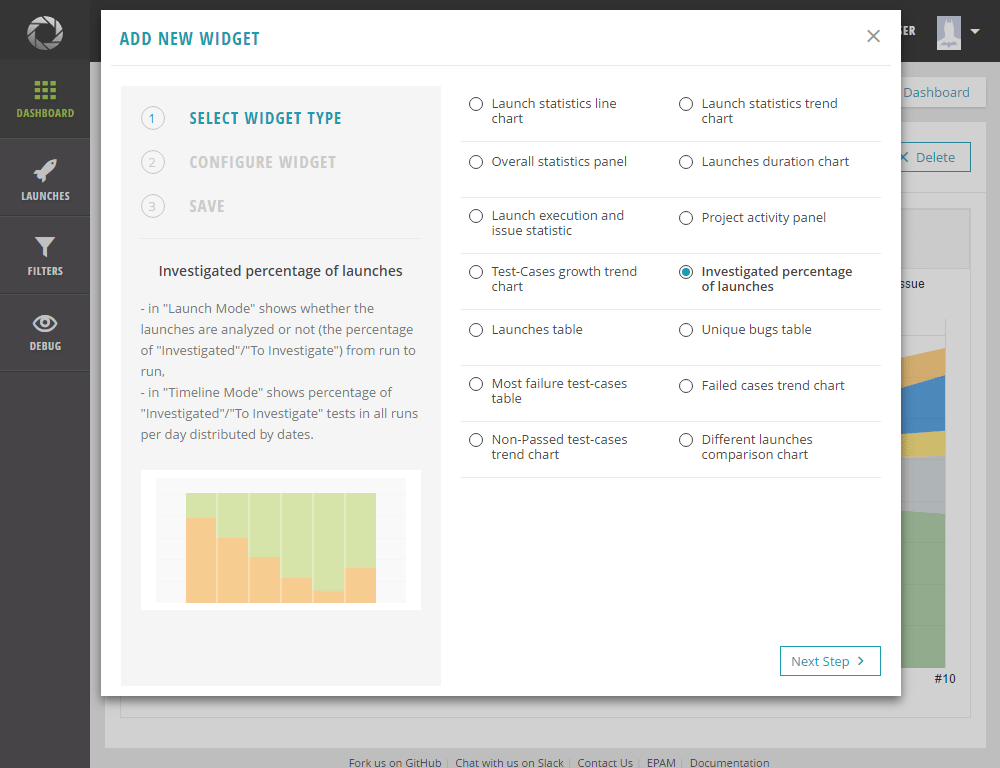 ADD NEW WIDGET
DASHBOARD
LAUNCHES
FILTERS
DEBUG
1 SELECT WIDGET TYPE
2 CONFIGURE WIDGET
3 SAVE
Investigated percentage of launches
- in "Launch Mode" shows whether the
launches are analyzed or not (the percentage
of "Investigated"/"To Investigate") from run to
run,
- in "Timeline Mode" shows percentage of
"Investigated"/"To Investigate" tests in all runs
per day distributed by dates.
Launch statistics line
chart
Launch statistics trend
chart
Overall statistics panel
Launches duration chart
Launch execution and
issue statistic
Project activity panel
Test-Cases growth trend
chart
Investigated percentage
of launches
Launches table
Unique bugs table
Most failure test-cases
table
Failed cases trend chart
Non-Passed test-cases
trend chart
Different launches
comparison chart
Next Step
SER
Dashboard
Delete
ssue
#10
Fork us on GitHub
Chat with us on Slack
Contact Us
EPAM
Documentation